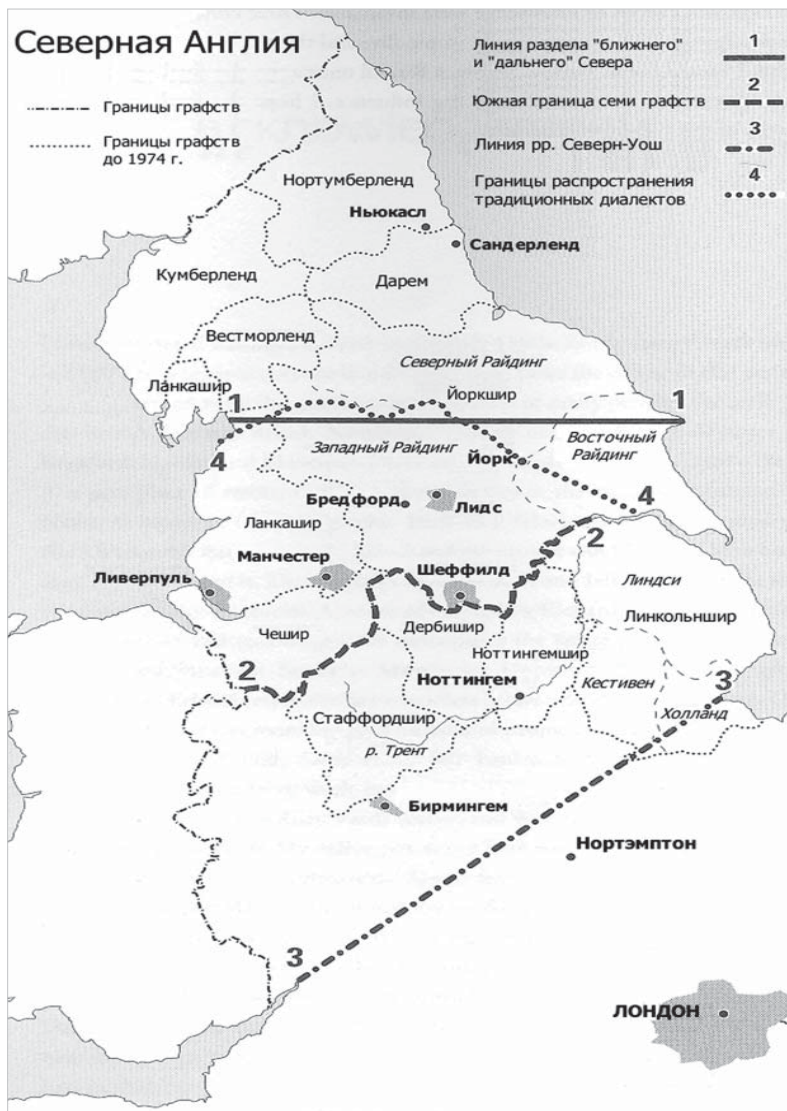 Северная Англия
Границы графств
Границы графств
до 1974 г.
Линия раздела "ближнего"
и "дальнего" Севера
1
Южная граница семи графств
2
Линия рр. Северн-Уош
3
Границы распространения
традиционных диалектов
4
Нортумберленд
Ньюкасл
Сандерленд
Кумберленд
Дарем
Вестморленд
Северный Райдинг
Ланкашир
Йоркшир
1
1
Восточный
Райдинг
Западный Райдинг
4
Йорк
Бредфорд
Лидс
4
2
Ланкашир
Манчестер
Шеффилд
Ливерпуль
Линдси
Линкольншир
Чешир
Дербишир
Ноттингемшир
2
Ноттингем
Кестивен
3
Холланд
Стаффордшир
р. Трент
Бирмингем
Нортэмптон
3
ЛОНДОН